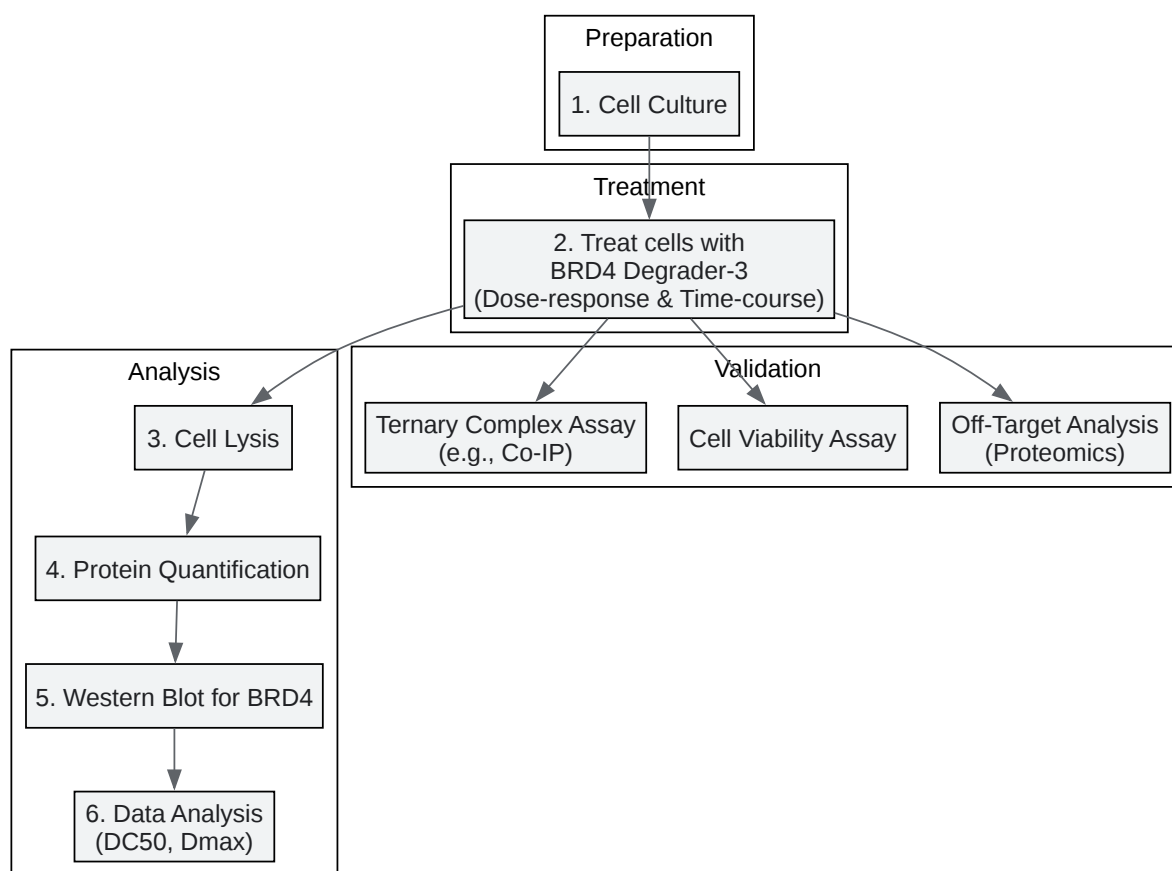 Preparation
1. Cell Culture
Treatment
2. Treat cells with
BRD4 Degrader-3
(Dose-response & Time-course)
Analysis
3. Cell Lysis
4. Protein Quantification
5. Western Blot for BRD4
6. Data Analysis
(DC50, Dmax)
Validation
Ternary Complex Assay
(e.g., Co-IP)
Cell Viability Assay
Off-Target Analysis
(Proteomics)